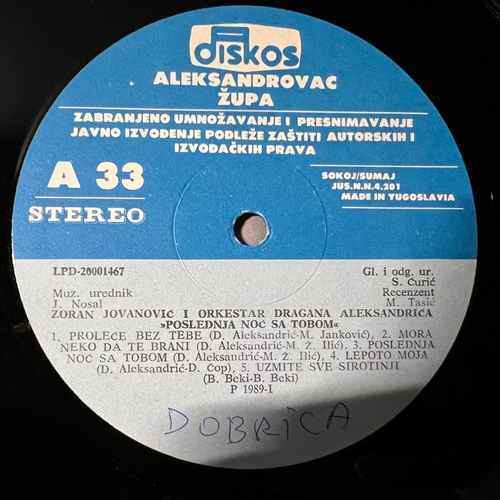 diskos
ALEKSANDROVAC
ŽUPA
ZABRANJENO UMNOŽAVANJE I PRESNIMAVANJE
JAVNO IZVOĐENJE PODLEŽE ZAŠTITI AUTORSKIH I
IZVOĐAČKIH PRAVA
A 33
STEREO
SOKOJ/SUMAJ
JUS.N.N.4.201
MADE IN YUGOSLAVIA
LPD-20001467
Muz. urednik
J. Nosal
Gl. i odg. ur.
S. Ćurić
Recenzent
M. Tasić
ZORAN JOVANOVIĆ I ORKESTAR DRAGANA ALEKSANDRIĆA
»POSLEDNJA NOĆ SA TOBOM«
1. PROLEĆE BEZ TEBE (D. Aleksandrić-M. Janković), 2. MORA
NEKO DA TE BRANI (D. Aleksandrić-M. Ž. Ilić), 3. POSLEDNJA
NOĆ SA TOBOM (D. Aleksandrić-M. Ž. Ilić), 4. LEPOTO MOJA
(D. Aleksandrić-D. Čop), 5. UZMITE SVE SIROTINJI
(B. Beki-B. Beki)
P 1989-I
DOBRICA